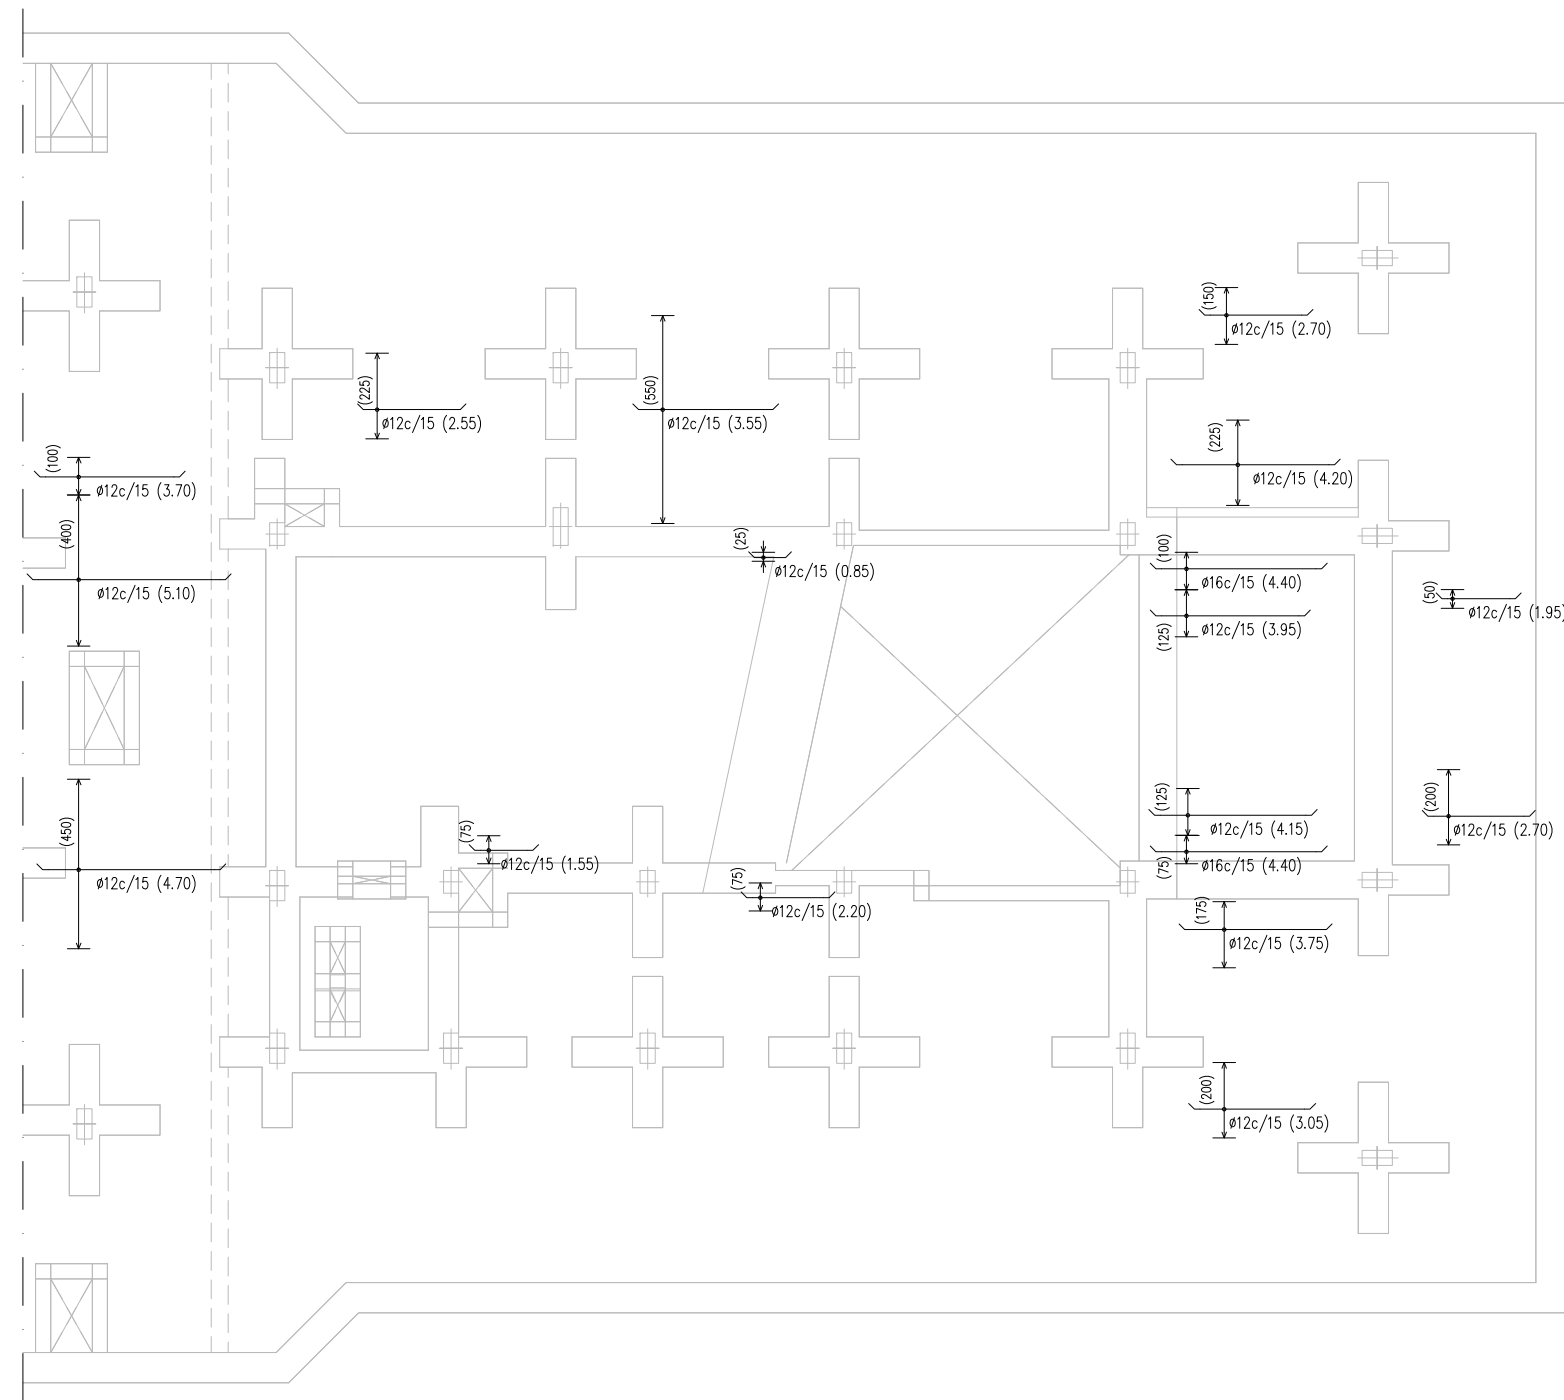 (150)
ø12c/15 (2.70)
(225)
ø12c/15 (2.55)
(550)
ø12c/15 (3.55)
(225)
ø12c/15 (4.20)
(100)
ø12c/15 (3.70)
(400)
ø12c/15 (5.10)
(25)
ø12c/15 (0.85)
(100)
ø16c/15 (4.40)
ø12c/15 (3.95)
(125)
(50)
ø12c/15 (1.95)
(450)
ø12c/15 (4.70)
(75)
ø12c/15 (1.55)
(75)
ø12c/15 (2.20)
(125)
ø12c/15 (4.15)
ø16c/15 (4.40)
(75)
(200)
ø12c/15 (2.70)
(175)
ø12c/15 (3.75)
(200)
ø12c/15 (3.05)